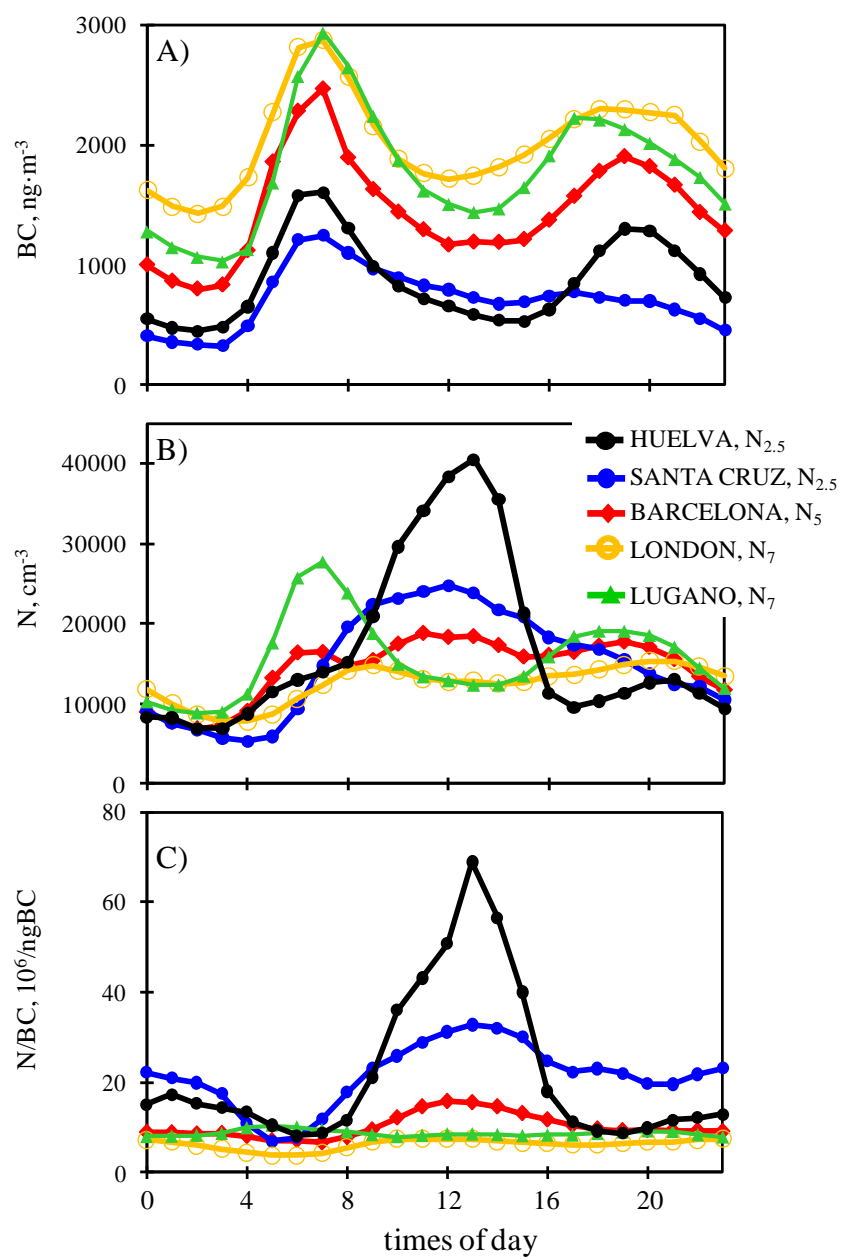 A)
3000
2000
1000
0
BC, ng·m-3
B)
40000
30000
20000
10000
0
N, cm-3
HUELVA, N2.5
SANTA CRUZ, N2.5
BARCELONA, N5
LONDON, N7
LUGANO, N7
C)
80
60
40
20
0
N/BC, 106/ngBC
0 4 8 12 16 20
times of day